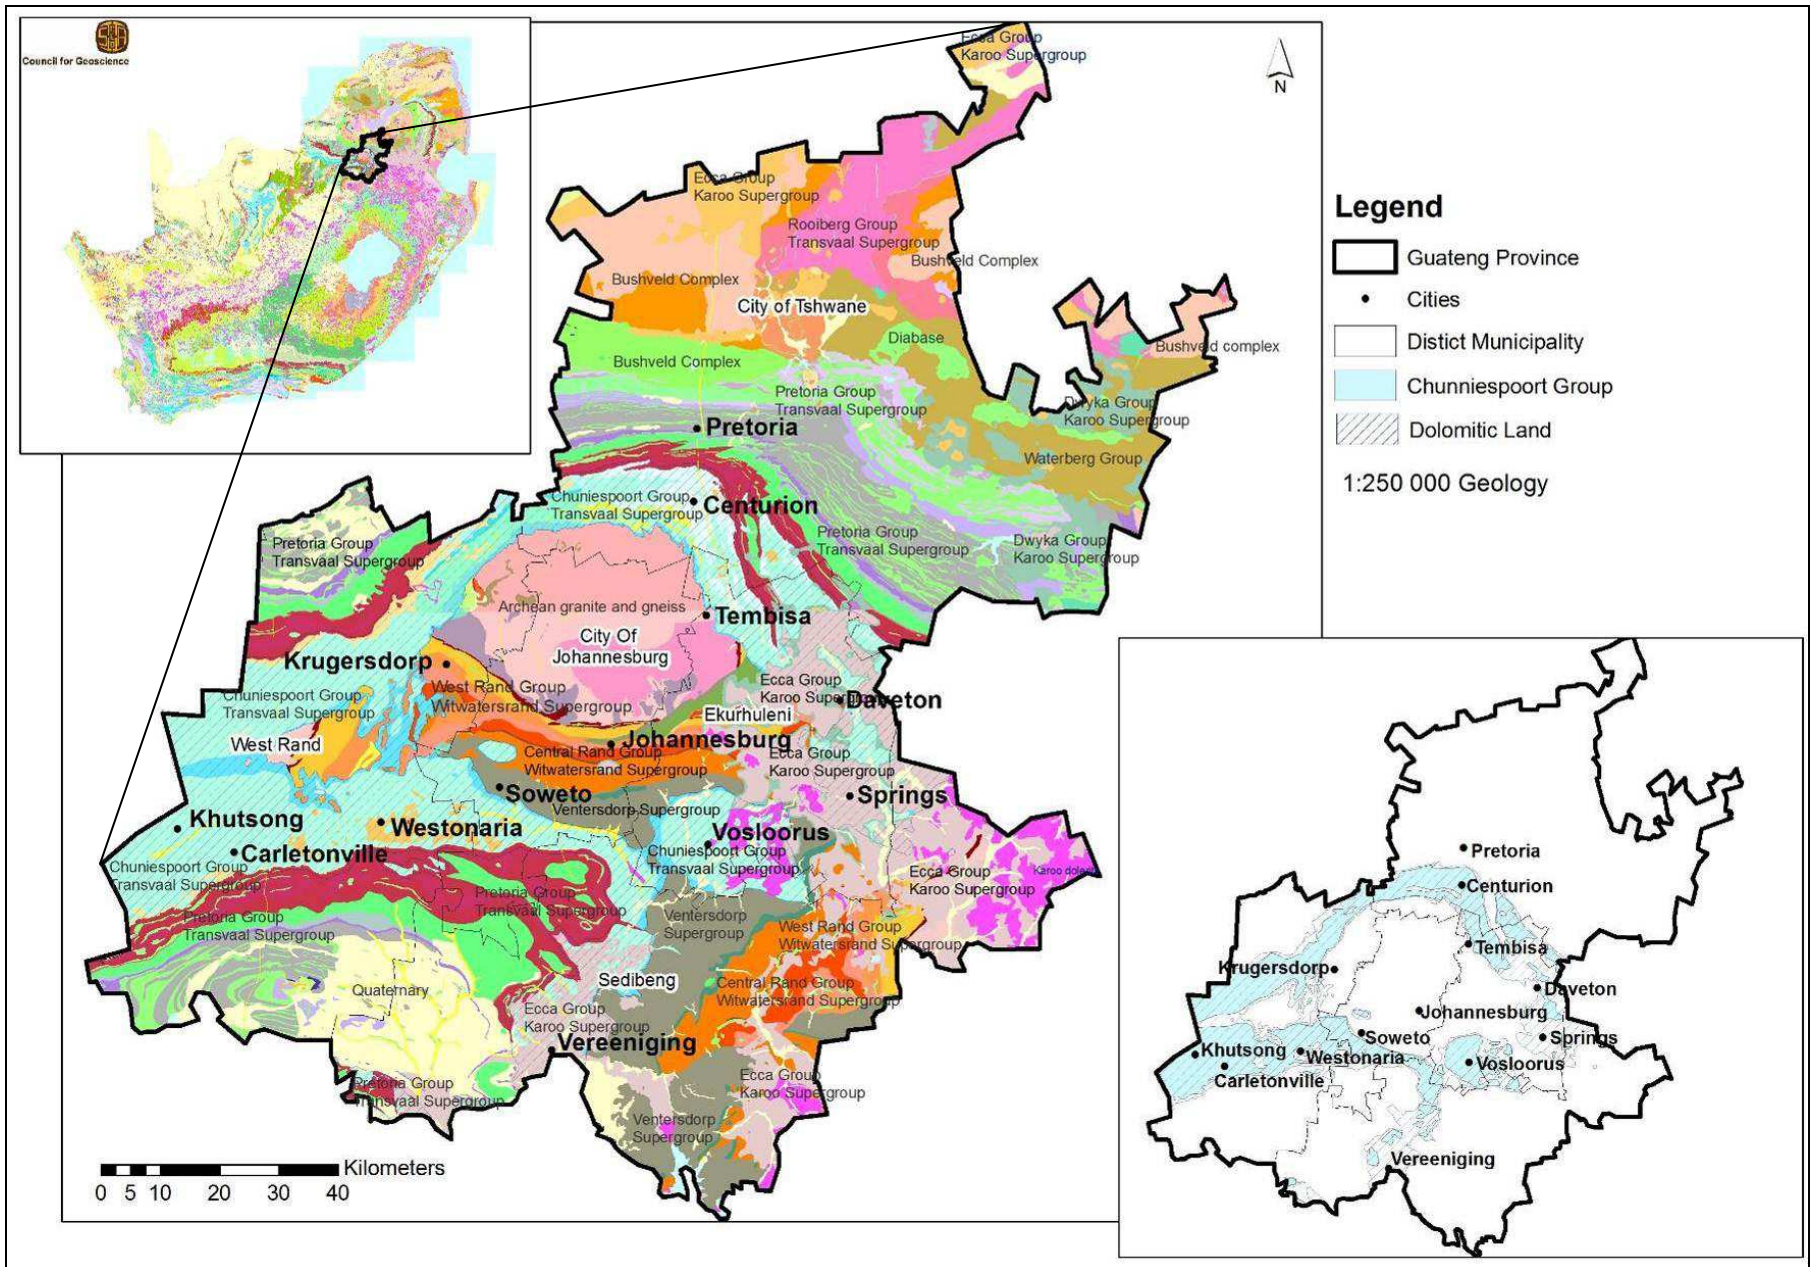 Council for Geoscience
Ecca Group
Karoo Supergroup
N
Ecca Group
Karoo Supergroup
Rooiberg Group
Transvaal Supergroup
Bushveld Complex
Bushveld Complex
City of Tshwane
Diabase
Bushveld complex
Bushveld Complex
Pretoria Group
Transvaal Supergroup
Dwyka Group
Karoo Supergroup
Pretoria
Waterberg Group
Chuniespoort Group
Transvaal Supergroup
Centurion
Pretoria Group
Transvaal Supergroup
Dwyka Group
Karoo Supergroup
Pretoria Group
Transvaal Supergroup
Archean granite and gneiss
Tembisa
City Of
Johannesburg
Krugersdorp
West Rand Group
Witwatersrand Supergroup
Ecca Group
Karoo Supergroup
Daveton
Chuniespoort Group
Transvaal Supergroup
Ekurhuleni
West Rand
Johannesburg
Central Rand Group
Witwatersrand Supergroup
Ecca Group
Karoo Supergroup
Soweto
Ventersdorp Supergroup
Springs
Khutsong
Westonaria
Vosloorus
Carletonville
Chuniespoort Group
Transvaal Supergroup
Chuniespoort Group
Transvaal Supergroup
Ecca Group
Karoo Supergroup
Pretoria Group
Transvaal Supergroup
Pretoria Group
Transvaal Supergroup
Ventersdorp
Supergroup
West Rand Group
Witwatersrand Supergroup
Sedibeng
Central Rand Group
Witwatersrand Supergroup
Quaternary
Ecca Group
Karoo Supergroup
Vereeniging
Pretoria Group
Transvaal Supergroup
Ecca Group
Karoo Supergroup
Ventersdorp
Supergroup
Kilometers
0 5 10 20 30 40
Legend
Guateng Province
Cities
Distict Municipality
Chunniespoort Group
Dolomitic Land
1:250 000 Geology
Pretoria
Centurion
Tembisa
Krugersdorp
Daveton
Johannesburg
Soweto
Springs
Khutsong
Westonaria
Vosloorus
Carletonville
Vereeniging